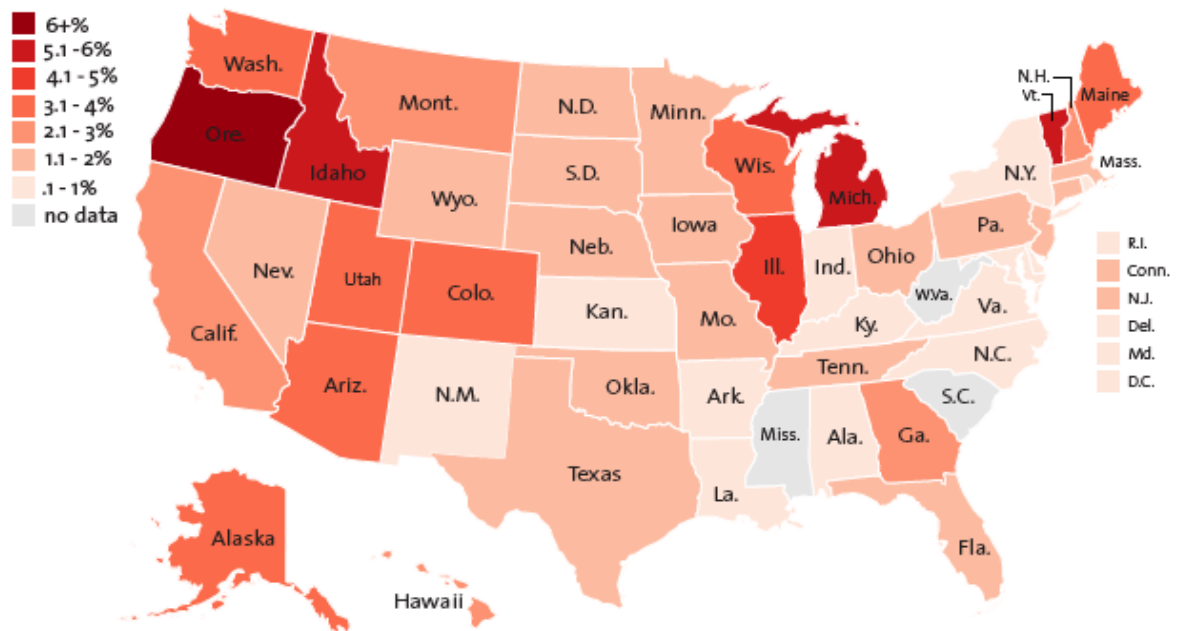 6+%
5.1 -6%
4.1 - 5%
3.1 - 4%
2.1 - 3%
1.1 - 2%
.1 - 1%
no data
Wash.
Ore.
Idaho
Mont.
N.D.
Minn.
S.D.
Wyo.
Wis.
Mich.
N.H.
Vt.
Maine
Mass.
N.Y.
Iowa
Neb.
Pa.
Ohio
Ind.
Ill.
Nev.
Utah
Colo.
Kan.
Mo.
W.Va.
Va.
Ky.
Calif.
Ariz.
N.M.
Okla.
Ark.
Tenn.
N.C.
S.C.
Miss.
Ala.
Ga.
Texas
La.
Fla.
Alaska
Hawaii
R.I.
Conn.
N.J.
Del.
Md.
D.C.